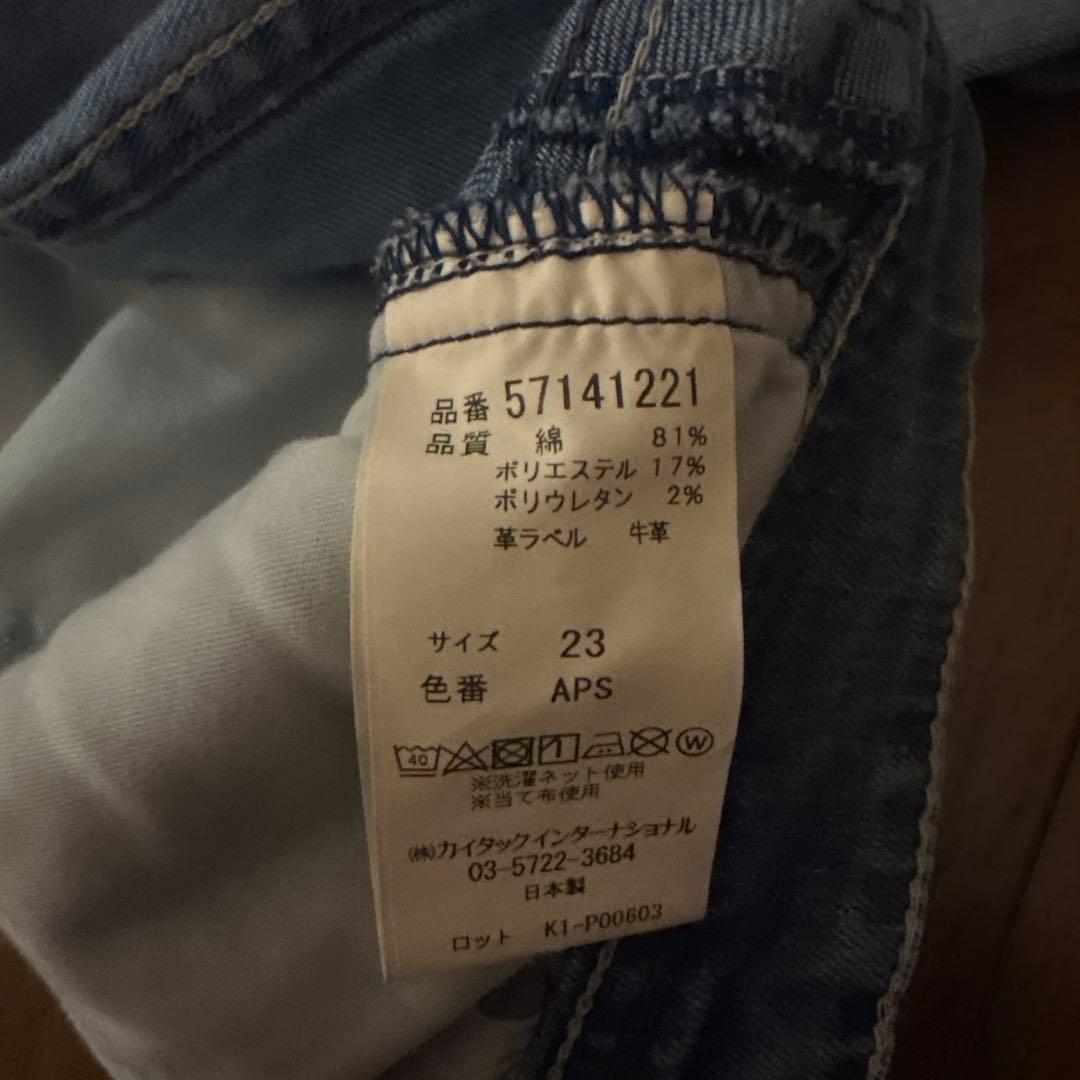 品番 57141221
品質 綿 81%
ポリエステル 17%
ポリウレタン 2%
革ラベル 牛革
サイズ 23
色番 APS
40 W
※洗濯ネット使用
※当て布使用
㈱カイタックインターナショナル
03-5722-3684
日本製
ロット K1-P00603